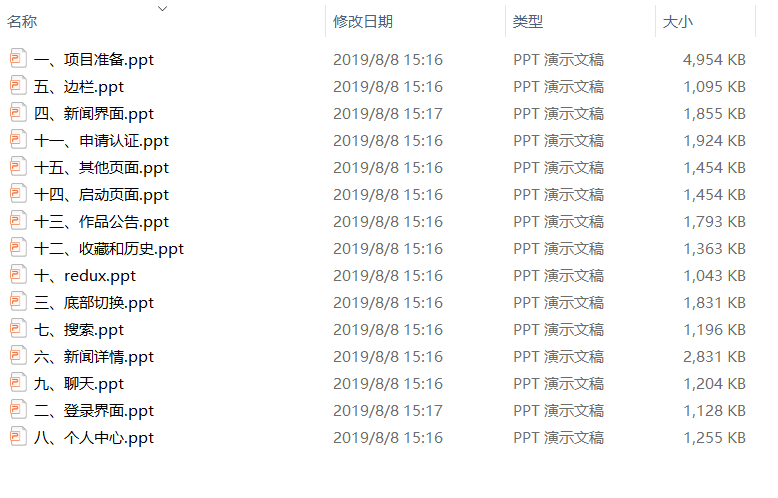 名称 修改日期 类型 大小
一、项目准备.ppt 2019/8/8 15:16 PPT 演示文稿 4,954 KB
五、边栏.ppt 2019/8/8 15:16 PPT 演示文稿 1,095 KB
四、新闻界面.ppt 2019/8/8 15:17 PPT 演示文稿 1,855 KB
十一、申请认证.ppt 2019/8/8 15:16 PPT 演示文稿 1,924 KB
十五、其他页面.ppt 2019/8/8 15:16 PPT 演示文稿 1,454 KB
十四、启动页面.ppt 2019/8/8 15:16 PPT 演示文稿 1,454 KB
十三、作品公告.ppt 2019/8/8 15:16 PPT 演示文稿 1,793 KB
十二、收藏和历史.ppt 2019/8/8 15:16 PPT 演示文稿 1,363 KB
十、redux.ppt 2019/8/8 15:16 PPT 演示文稿 1,043 KB
三、底部切换.ppt 2019/8/8 15:16 PPT 演示文稿 1,831 KB
七、搜索.ppt 2019/8/8 15:16 PPT 演示文稿 1,196 KB
六、新闻详情.ppt 2019/8/8 15:16 PPT 演示文稿 2,831 KB
九、聊天.ppt 2019/8/8 15:16 PPT 演示文稿 1,204 KB
二、登录界面.ppt 2019/8/8 15:17 PPT 演示文稿 1,128 KB
八、个人中心.ppt 2019/8/8 15:16 PPT 演示文稿 1,255 KB